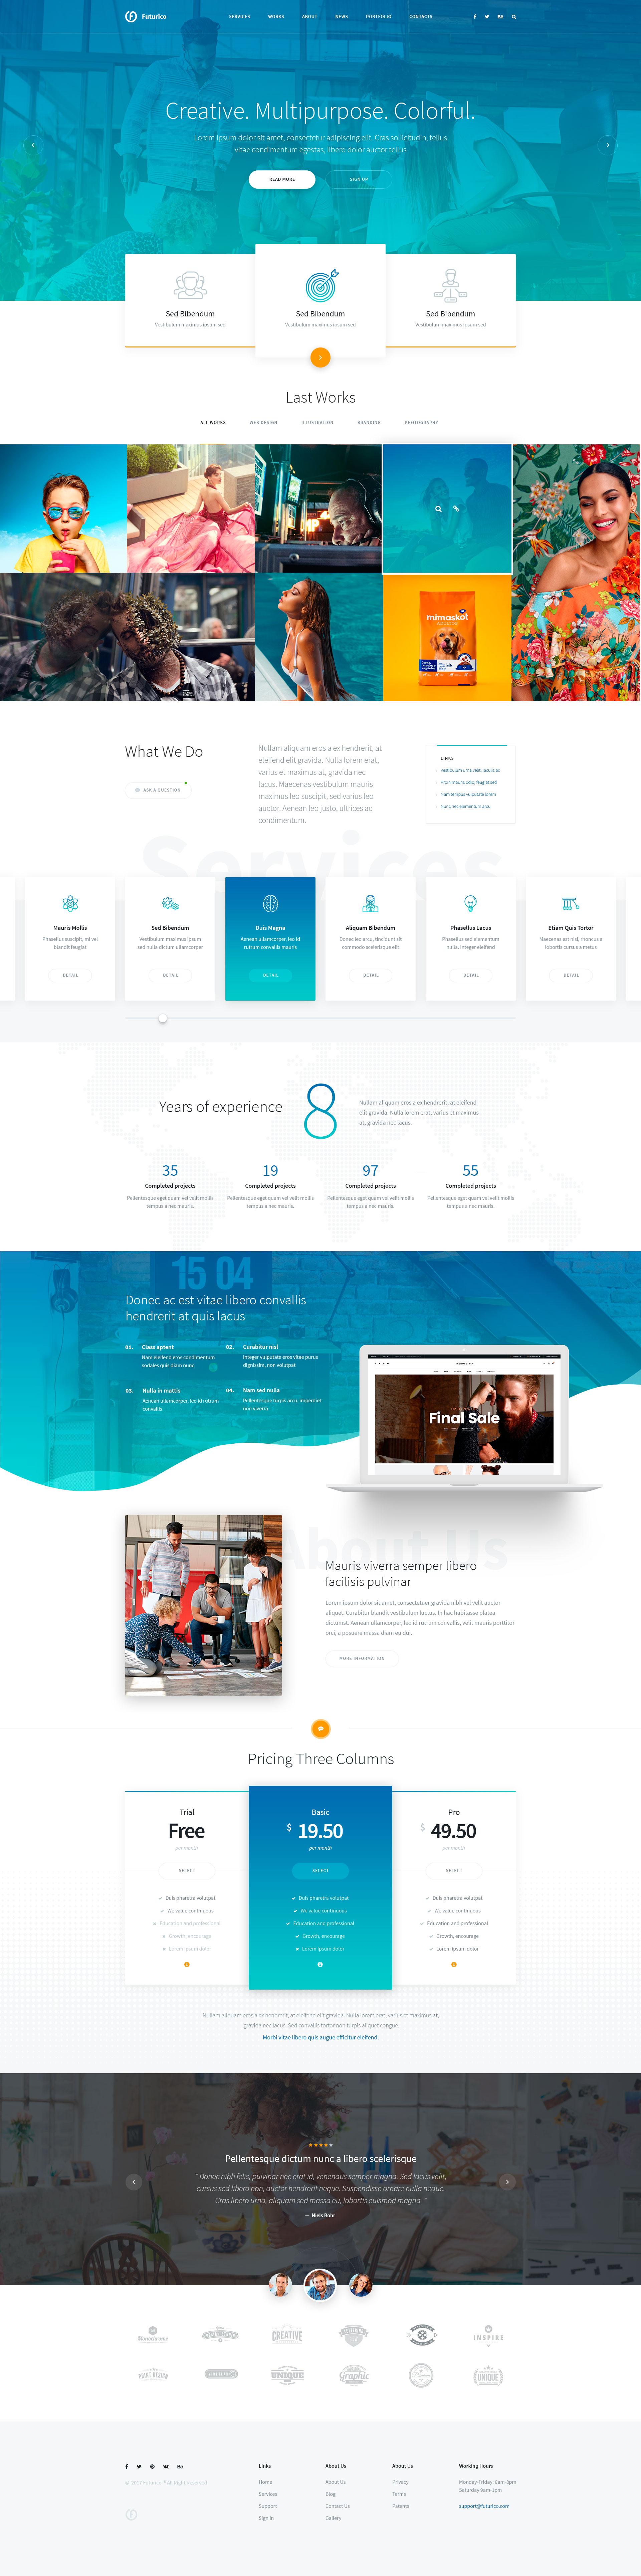 Futurico
SERVICES WORKS ABOUT NEWS PORTFOLIO CONTACTS
Creative. Multipurpose. Colorful.
Lorem ipsum dolor sit amet, consectetur adipiscing elit. Cras sollicitudin, tellus
vitae condimentum egestas, libero dolor auctor tellus
READ MORE
SIGN UP
Sed Bibendum
Vestibulum maximus ipsum sed
Sed Bibendum
Vestibulum maximus ipsum sed
Sed Bibendum
Vestibulum maximus ipsum sed
Last Works
ALL WORKS WEB DESIGN ILLUSTRATION BRANDING PHOTOGRAPHY
mimaskot
What We Do
ASK A QUESTION
Nullam aliquam eros a ex hendrerit, at
eleifend elit gravida. Nulla lorem erat,
varius et maximus at, gravida nec
lacus. Maecenas vestibulum mauris
maximus leo suscipit, sed varius leo
auctor. Aenean leo justo, ultrices ac
condimentum.
LINKS
Vestibulum urna velit, iaculis ac
Proin mauris odio, feugiat sed
Nam tempus vulputate lorem
Nunc nec elementum arcu
Services
Mauris Mollis
Phasellus suscipit, mi vel
blandit feugiat
DETAIL
Sed Bibendum
Vestibulum maximus ipsum
sed nulla dictum ullamcorper
DETAIL
Duis Magna
Aenean ullamcorper, leo id
rutrum convallis mauris
DETAIL
Aliquam Bibendum
Donec leo arcu, tincidunt sit
commodo scelerisque elit
DETAIL
Phasellus Lacus
Phasellus sed elementum
nulla. Integer eleifend
DETAIL
Etiam Quis Tortor
Maecenas est nisl, rhoncus a
lobortis cursus a metus
DETAIL
Years of experience
8
Nullam aliquam eros a ex hendrerit, at eleifend
elit gravida. Nulla lorem erat, varius et maximus
at, gravida nec lacus.
35
Completed projects
Pellentesque eget quam vel velit mollis
tempus a nec mauris.
19
Completed projects
Pellentesque eget quam vel velit mollis
tempus a nec mauris.
97
Completed projects
Pellentesque eget quam vel velit mollis
tempus a nec mauris.
55
Completed projects
Pellentesque eget quam vel velit mollis
tempus a nec mauris.
15 04
Donec ac est vitae libero convallis
hendrerit at quis lacus
01. Class aptent
Nam eleifend eros condimentum
sodales quis diam nunc
02. Curabitur nisl
Integer vulputate eros vitae purus
dignissim, non volutpat
03. Nulla in mattis
Aenean ullamcorper, leo id rutrum
convallis
04. Nam sed nulla
Pellentesque turpis arcu, imperdiet
non viverra
Final Sale
About Us
Mauris viverra semper libero
facilisis pulvinar
Lorem ipsum dolor sit amet, consectetuer gravida nibh vel velit auctor
aliquet. Curabitur blandit vestibulum luctus. In hac habitasse platea
dictumst. Aenean ullamcorper, leo id rutrum convallis, velit mauris porttitor
orci, a posuere massa diam eu dui.
MORE INFORMATION
Pricing Three Columns
Trial
Free
per month
SELECT
Duis pharetra volutpat
We value continuous
Education and professional
Growth, encourage
Lorem ipsum dolor
Basic
$ 19.50
per month
SELECT
Duis pharetra volutpat
We value continuous
Education and professional
Growth, encourage
Lorem ipsum dolor
Pro
$ 49.50
per month
SELECT
Duis pharetra volutpat
We value continuous
Education and professional
Growth, encourage
Lorem ipsum dolor
Nullam aliquam eros a ex hendrerit, at eleifend elit gravida. Nulla lorem erat, varius et maximus at,
gravida nec lacus. Sed convallis tortor non turpis aliquet congue.
Morbi vitae libero quis augue efficitur eleifend.
Pellentesque dictum nunc a libero scelerisque
" Donec nibh felis, pulvinar nec erat id, venenatis semper magna. Sed lacus velit,
cursus sed libero non, auctor hendrerit neque. Suspendisse ornare nulla neque.
Cras libero urna, aliquam sed massa eu, lobortis euismod magna. "
— Niels Bohr
CREATIVE
INSPIRE
PRINT DESIGN
UNIQUE
Graphic
UNIQUE
© 2017 Futurico ® All Right Reserved
Links
Home
Services
Support
Sign In
About Us
About Us
Blog
Contact Us
Gallery
About Us
Privacy
Terms
Patents
Working Hours
Monday-Friday: 8am-4pm
Saturday 9am-1pm
support@futurico.com